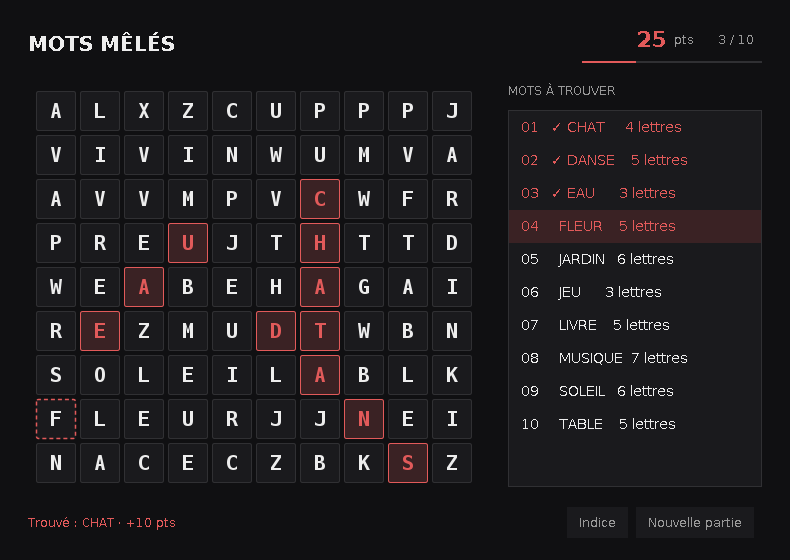 MOTS MÊLÉS
25 pts 3 / 10
A L X Z C U P P P J
V I V I N W U M V A
A V V M P V C W F R
P R E U J T H T T D
W E A B E H A G A I
R E Z M U D T W B N
S O L E I L A B L K
F L E U R J J N E I
N A C E C Z B K S Z
MOTS À TROUVER
01 ✓ CHAT 4 lettres
02 ✓ DANSE 5 lettres
03 ✓ EAU 3 lettres
04 FLEUR 5 lettres
05 JARDIN 6 lettres
06 JEU 3 lettres
07 LIVRE 5 lettres
08 MUSIQUE 7 lettres
09 SOLEIL 6 lettres
10 TABLE 5 lettres
Trouvé : CHAT · +10 pts
Indice
Nouvelle partie